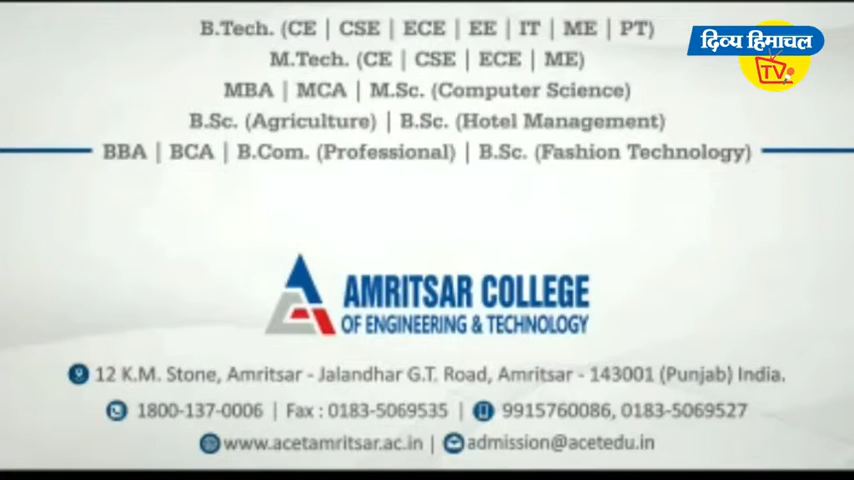 B.Tech. (CE | CSE | ECE | EE | IT | ME | PT)
दिव्य हिमाचल
TV
M.Tech. (CE | CSE | ECE | ME)
MBA | MCA | M.Sc. (Computer Science)
B.Sc. (Agriculture) | B.Sc. (Hotel Management)
BBA | BCA | B.Com. (Professional) | B.Sc. (Fashion Technology)
AMRITSAR COLLEGE
OF ENGINEERING & TECHNOLOGY
12 K.M. Stone, Amritsar - Jalandhar G.T. Road, Amritsar - 143001 (Punjab) India.
1800-137-0006 | Fax : 0183-5069535 | 9915760086, 0183-5069527
www.acetamritsar.ac.in | admission@acetedu.in